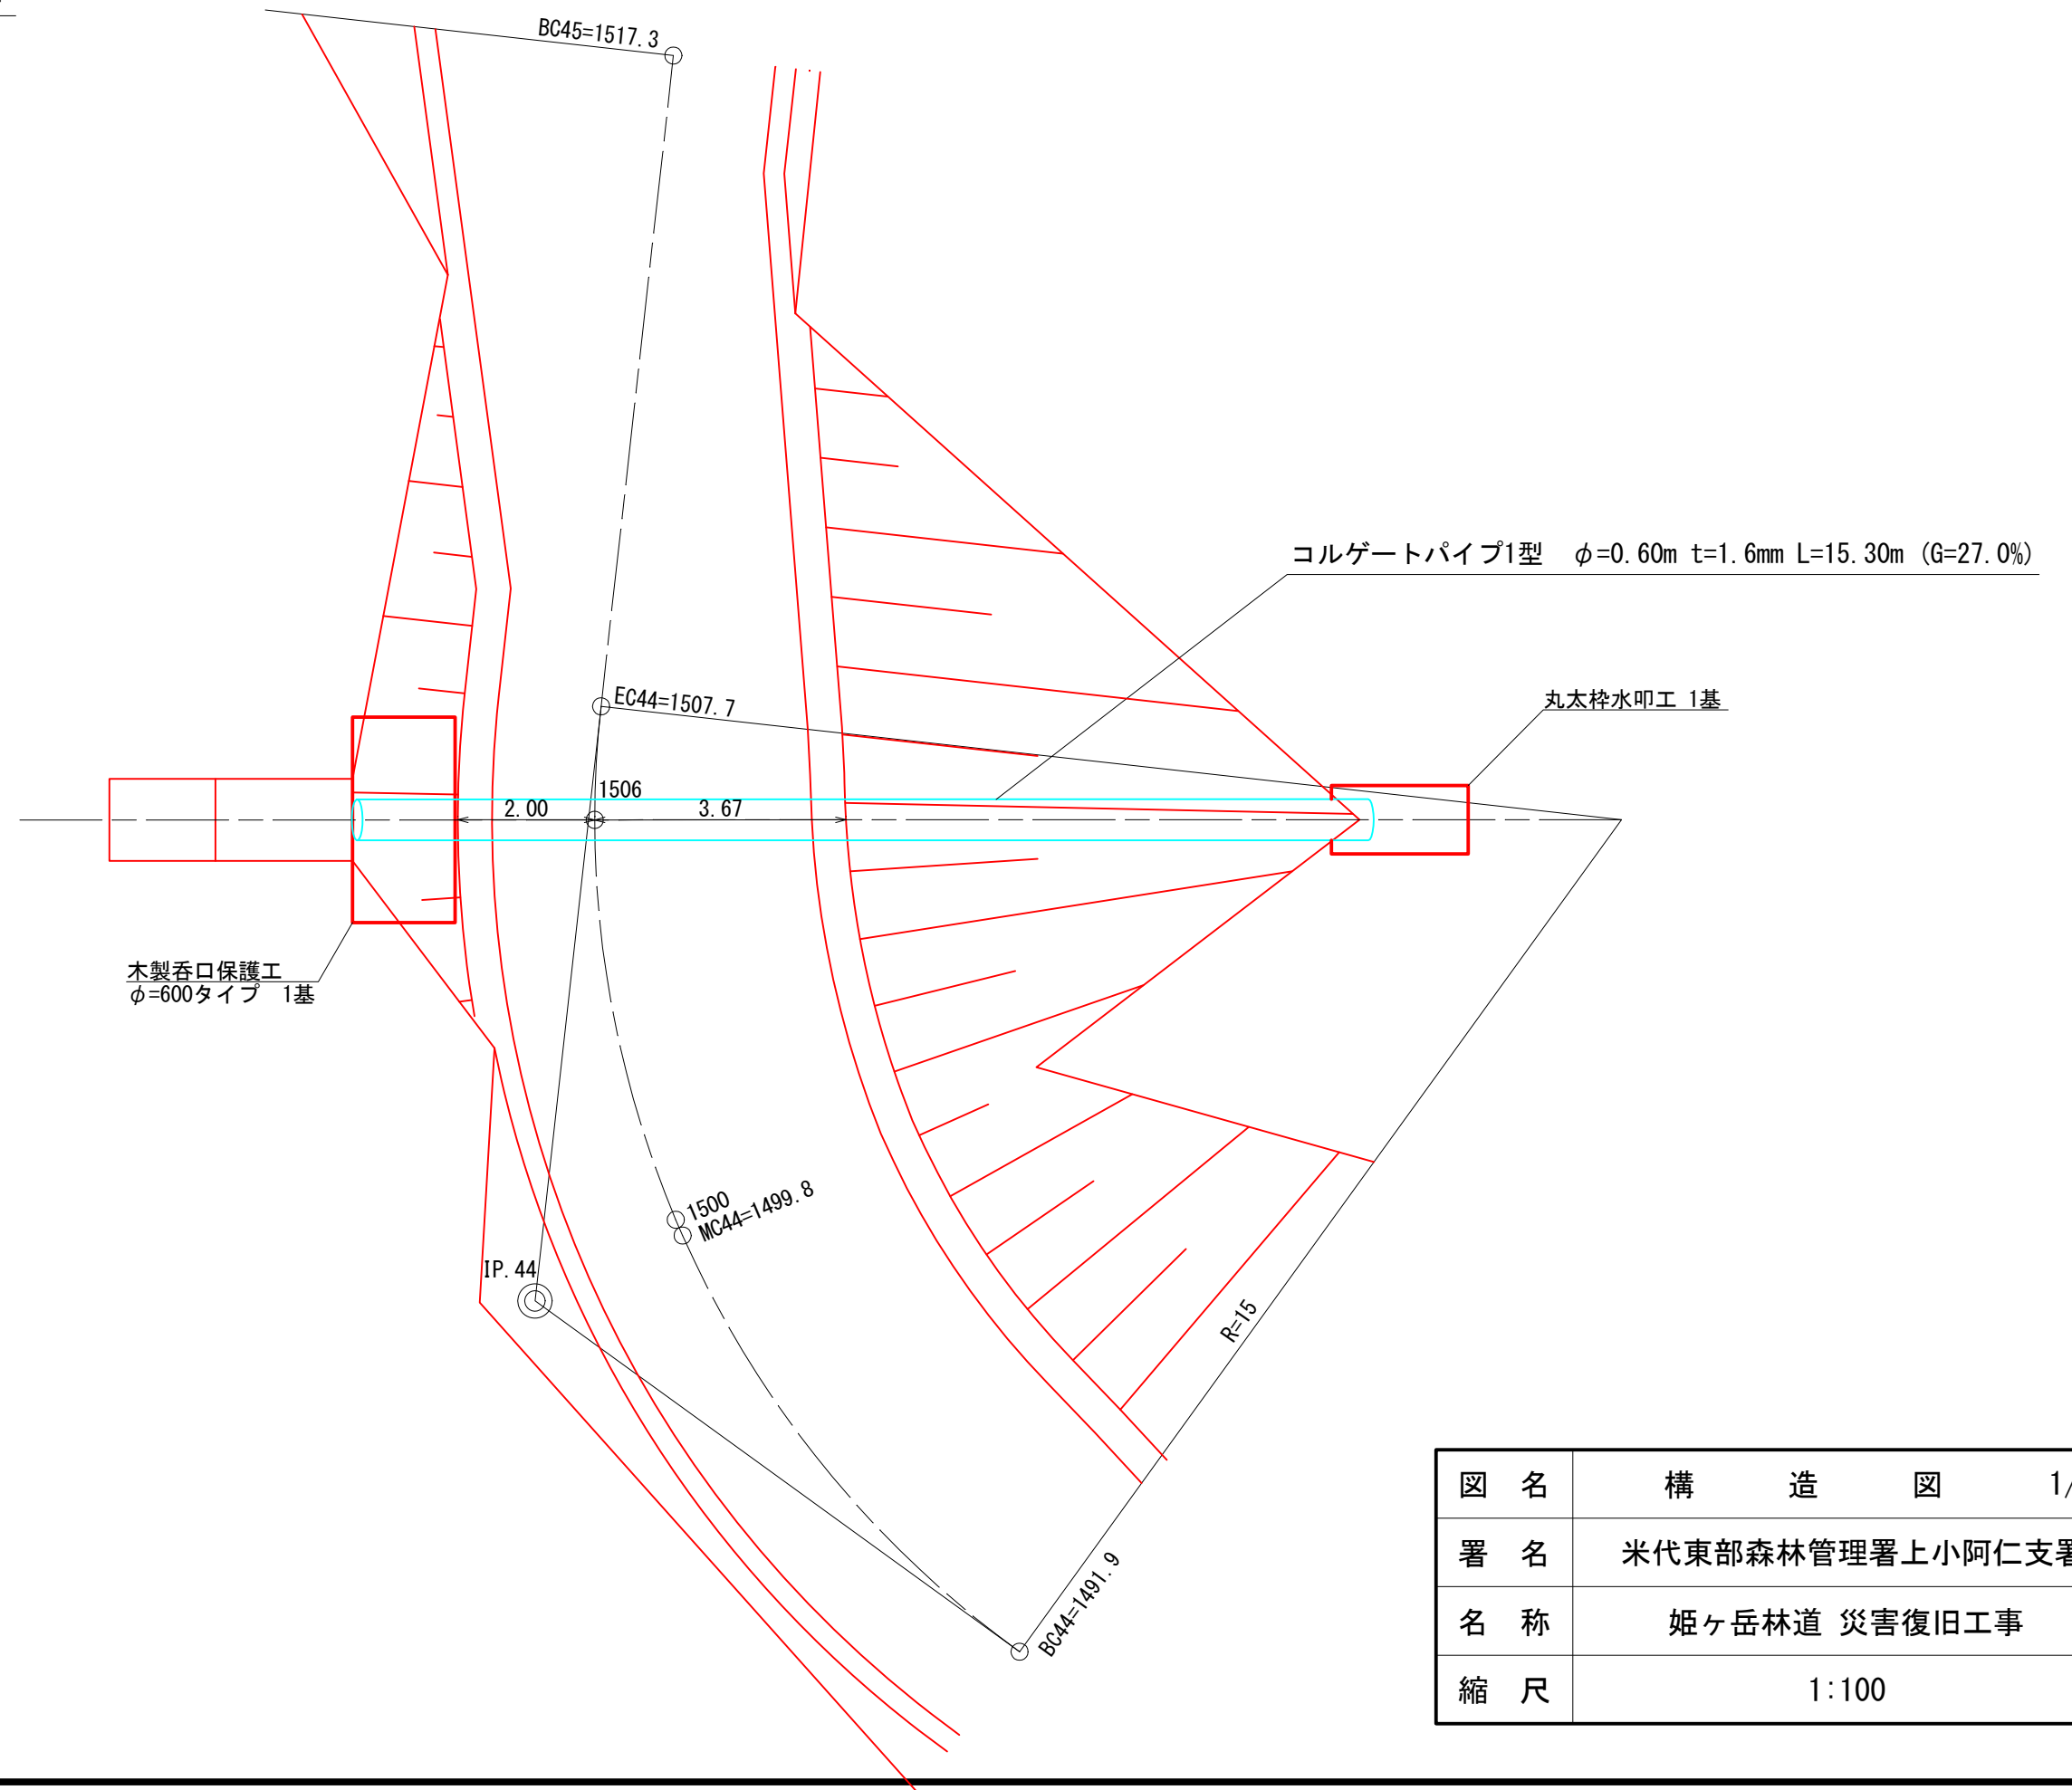 BC45=1517.3
コルゲートパイプ1型　φ=0.60m t=1.6mm L=15.30m (G=27.0%)
EC44=1507.7
丸太枠水叩工 1基
1506
2.00
3.67
木製呑口保護工
φ=600タイプ　1基
1500
MC44=1499.8
IP.44
R=15
BC44=1491.9
図　名　構　造　図　1/
署　名　米代東部森林管理署上小阿仁支署
名　称　姫ヶ岳林道 災害復旧工事
縮　尺　1:100